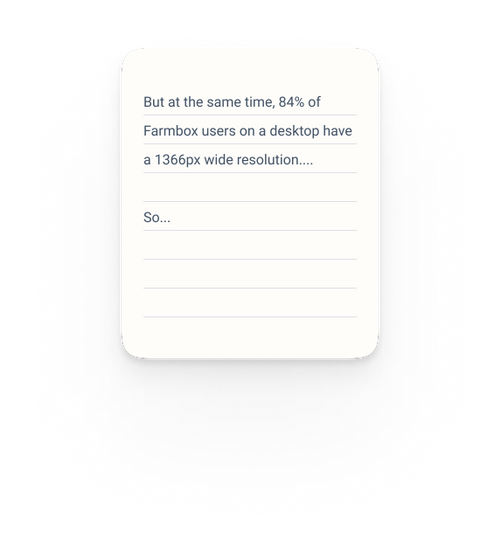 But at the same time, 84% of
Farmbox users on a desktop have
a 1366px wide resolution....
So...